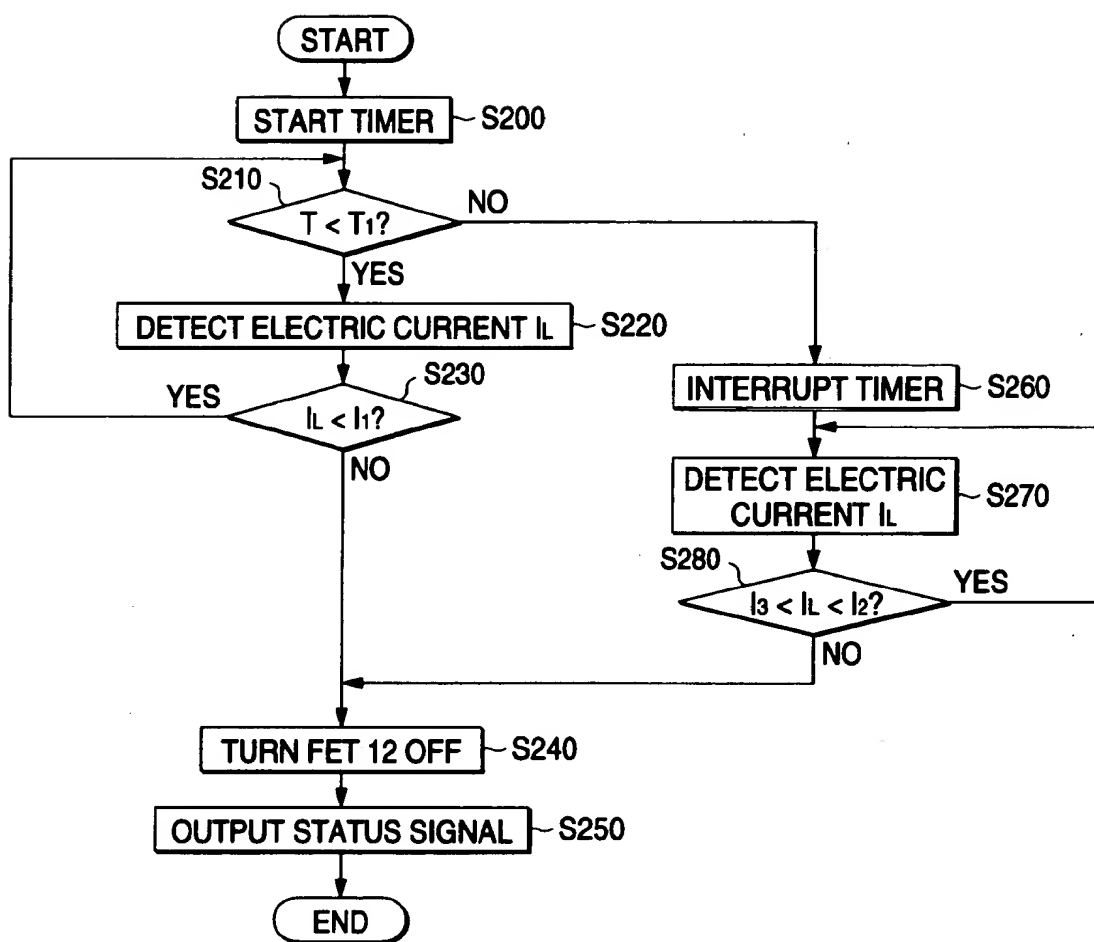 START
START TIMER
S200
S210
T < T1?
NO
YES
DETECT ELECTRIC CURRENT IL
S220
S230
YES
IL < I1?
NO
INTERRUPT TIMER
S260
DETECT ELECTRIC
CURRENT IL
S270
S280
I3 < IL < I2?
YES
NO
TURN FET 12 OFF
S240
OUTPUT STATUS SIGNAL
S250
END